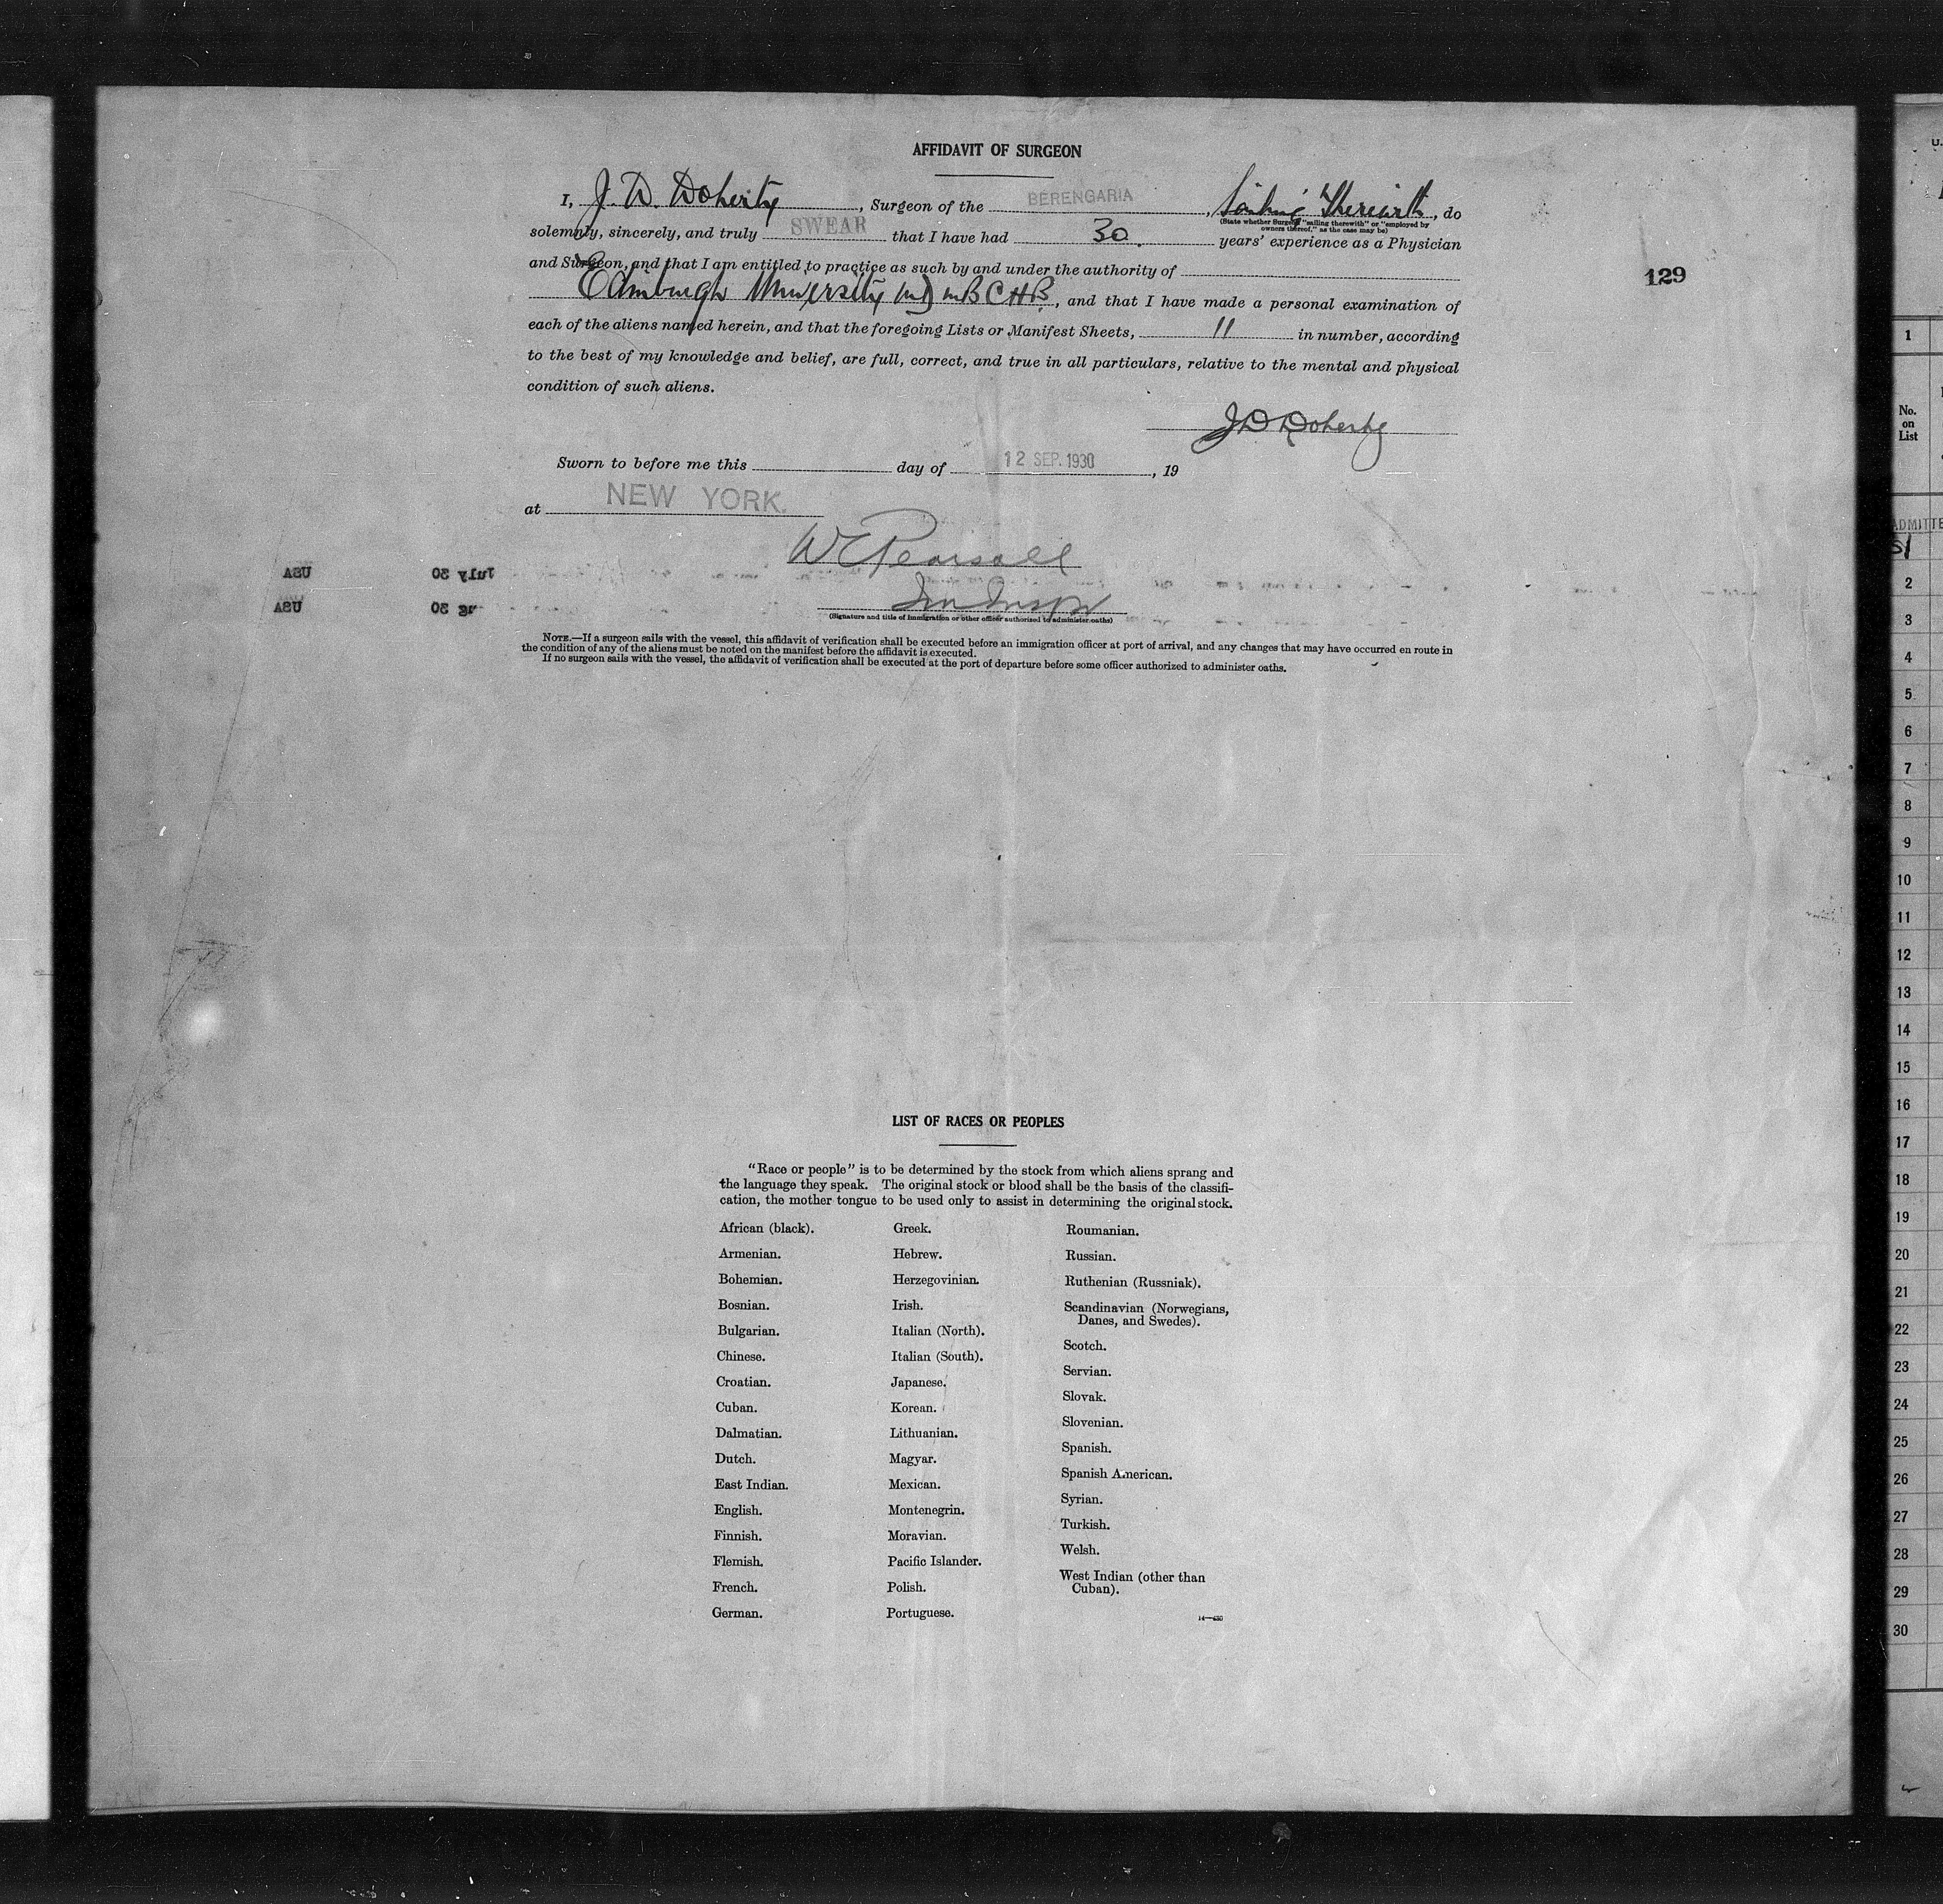 AFFIDAVIT OF SURGEON
I, J. D. Doherty, Surgeon of the BERENGARIA, Sailing Therewith, do
(State whether Surgeon "sailing therewith" or "employed by
owners thereof," as the case may be)
solemnly, sincerely, and truly SWEAR that I have had 30. years' experience as a Physician
and Surgeon, and that I am entitled to practice as such by and under the authority of
Edinburgh University MD MB CHB, and that I have made a personal examination of
each of the aliens named herein, and that the foregoing Lists or Manifest Sheets, 11 in number, according
to the best of my knowledge and belief, are full, correct, and true in all particulars, relative to the mental and physical
condition of such aliens.
J D Doherty
Sworn to before me this day of 12 SEP. 1930, 19
at NEW YORK.
W E Pearsall
Imm Inspr
(Signature and title of immigration or other officer authorized to administer oaths)
NOTE.—If a surgeon sails with the vessel, this affidavit of verification shall be executed before an immigration officer at port of arrival, and any changes that may have occurred en route in
the condition of any of the aliens must be noted on the manifest before the affidavit is executed.
If no surgeon sails with the vessel, the affidavit of verification shall be executed at the port of departure before some officer authorized to administer oaths.
129
USA July 30
USA 30
LIST OF RACES OR PEOPLES
"Race or people" is to be determined by the stock from which aliens sprang and
the language they speak. The original stock or blood shall be the basis of the classifi-
cation, the mother tongue to be used only to assist in determining the original stock.
African (black).
Armenian.
Bohemian.
Bosnian.
Bulgarian.
Chinese.
Croatian.
Cuban.
Dalmatian.
Dutch.
East Indian.
English.
Finnish.
Flemish.
French.
German.
Greek.
Hebrew.
Herzegovinian.
Irish.
Italian (North).
Italian (South).
Japanese.
Korean.
Lithuanian.
Magyar.
Mexican.
Montenegrin.
Moravian.
Pacific Islander.
Polish.
Portuguese.
Roumanian.
Russian.
Ruthenian (Russniak).
Scandinavian (Norwegians,
Danes, and Swedes).
Scotch.
Servian.
Slovak.
Slovenian.
Spanish.
Spanish American.
Syrian.
Turkish.
Welsh.
West Indian (other than
Cuban).
1
No.
on
List
ADMITTE
2
3
4
5
6
7
8
9
10
11
12
13
14
15
16
17
18
19
20
21
22
23
24
25
26
27
28
29
30